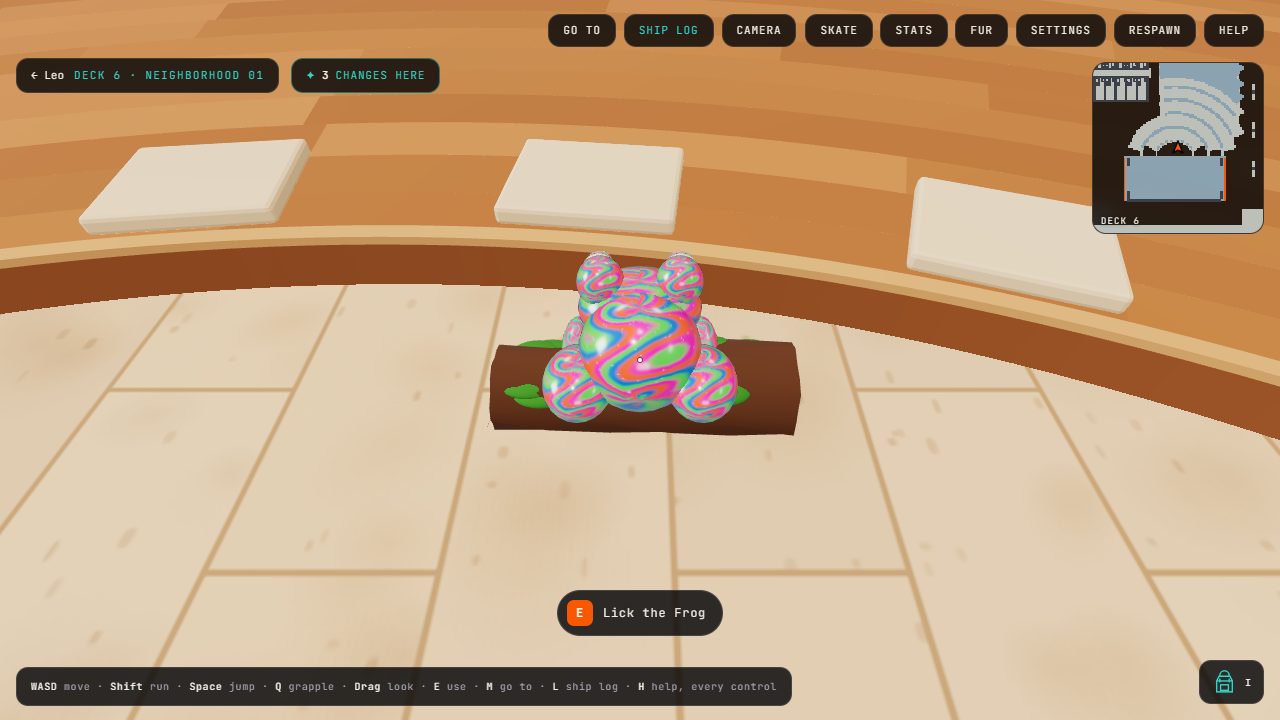 GO TO
SHIP LOG
CAMERA
SKATE
STATS
FUR
SETTINGS
RESPAWN
HELP
← Leo DECK 6 · NEIGHBORHOOD 01
✦ 3 CHANGES HERE
DECK 6
E Lick the Frog
WASD move · Shift run · Space jump · Q grapple · Drag look · E use · M go to · L ship log · H help, every control
I